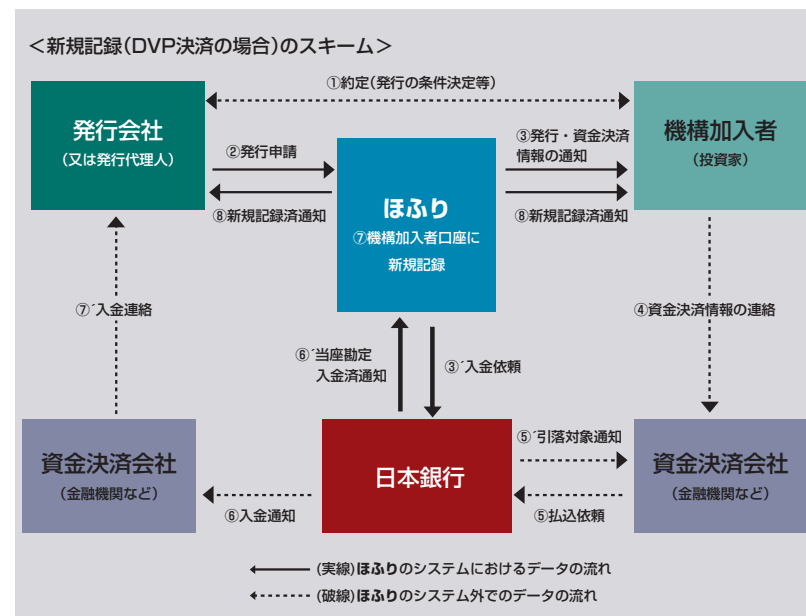 ＜新規記録(DVP決済の場合)のスキーム＞
①約定(発行の条件決定等)
発行会社
(又は発行代理人)
②発行申請
⑧新規記録済通知
ほふり
⑦機構加入者口座に
新規記録
③発行・資金決済
情報の通知
⑧新規記録済通知
機構加入者
(投資家)
⑦´入金連絡
⑥´当座勘定
入金済通知
③´入金依頼
④資金決済情報の連絡
資金決済会社
(金融機関など)
⑥入金通知
日本銀行
⑤´引落対象通知
⑤払込依頼
資金決済会社
(金融機関など)
(実線)ほふりのシステムにおけるデータの流れ
(破線)ほふりのシステム外でのデータの流れ